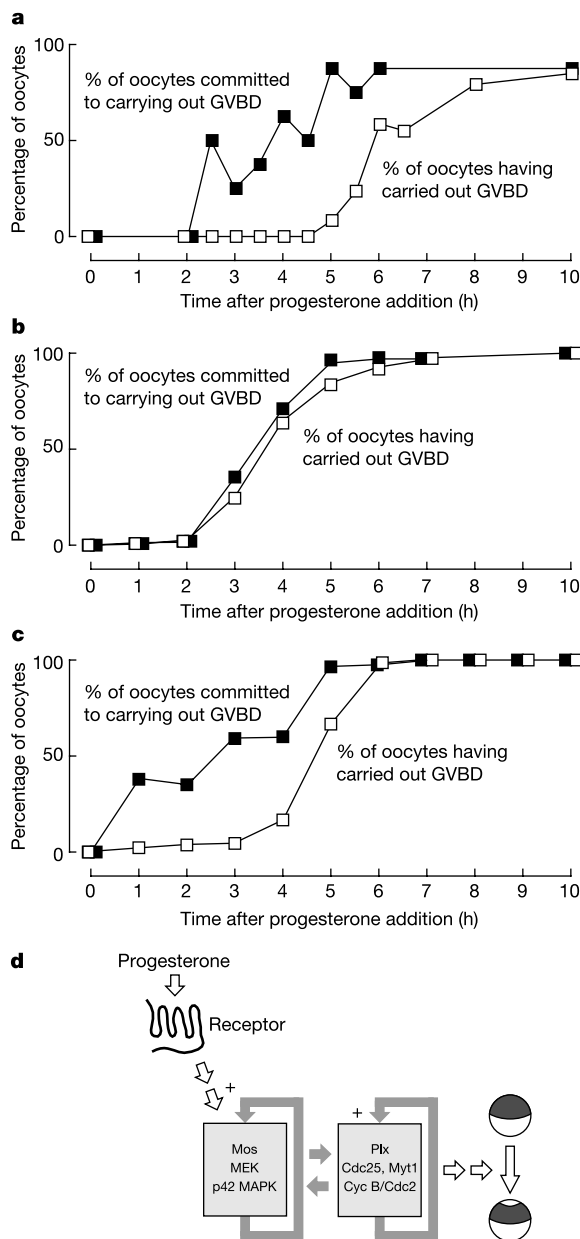 a
Percentage of oocytes
100
50
0
% of oocytes committed
to carrying out GVBD
% of oocytes having
carried out GVBD
0 1 2 3 4 5 6 7 8 9 10
Time after progesterone addition (h)
b
Percentage of oocytes
100
50
0
% of oocytes committed
to carrying out GVBD
% of oocytes having
carried out GVBD
0 1 2 3 4 5 6 7 8 9 10
Time after progesterone addition (h)
c
Percentage of oocytes
100
50
0
% of oocytes committed
to carrying out GVBD
% of oocytes having
carried out GVBD
0 1 2 3 4 5 6 7 8 9 10
Time after progesterone addition (h)
d
Progesterone
Receptor
+
+
Mos
MEK
p42 MAPK
Plx
Cdc25, Myt1
Cyc B/Cdc2